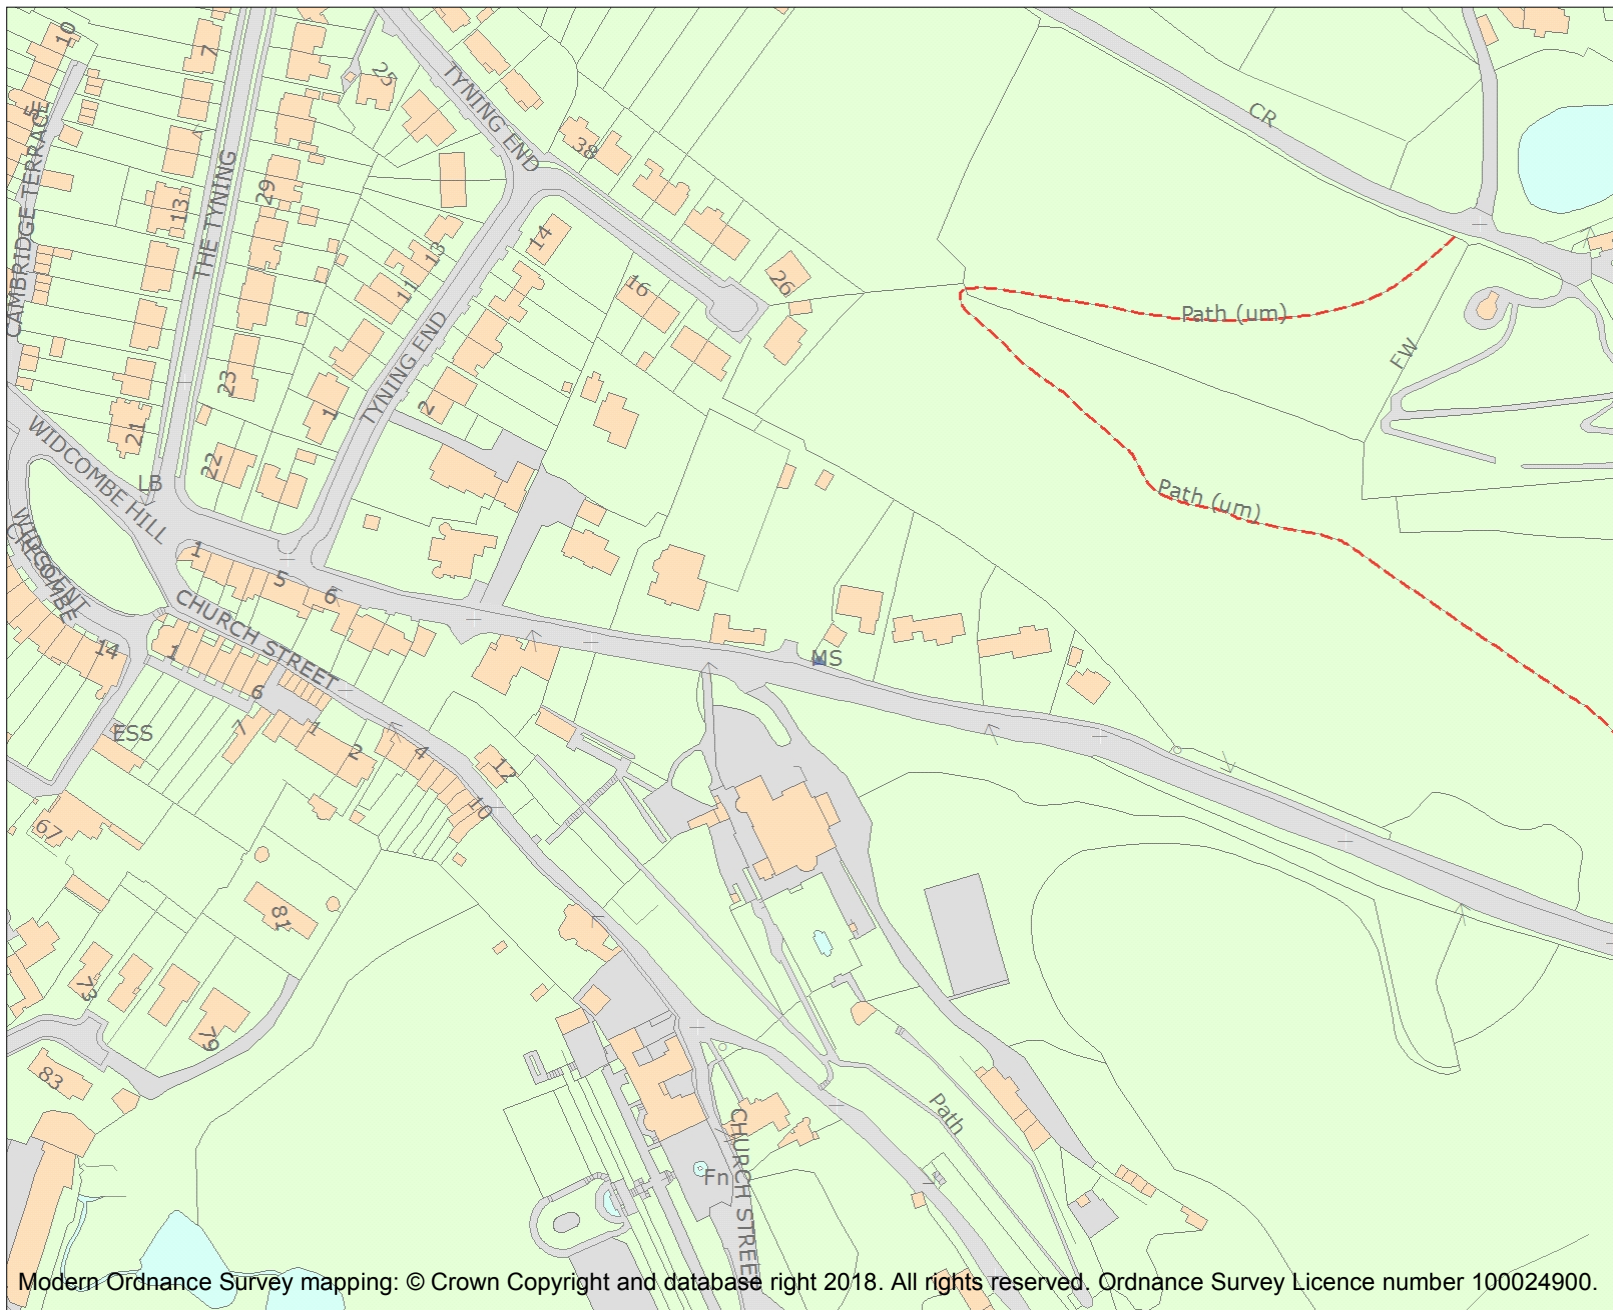 10
7
25
TYNING END
CR
5
38
CAMBRIDGE TERRACE
THE TYNING
29
13
13
14
11
16
26
Path (um)
FW
TYNING END
23
1
2
21
WIDCOMBE HILL
22
LB
Path (um)
WIDCOMBE
CRESCENT
1
5
6
CHURCH STREET
14
1
MS
6
ESS
7
1
2
4
12
10
67
81
73
79
83
Path
CHURCH STREE
Fn
Modern Ordnance Survey mapping: © Crown Copyright and database right 2018. All rights reserved. Ordnance Survey Licence number 100024900.